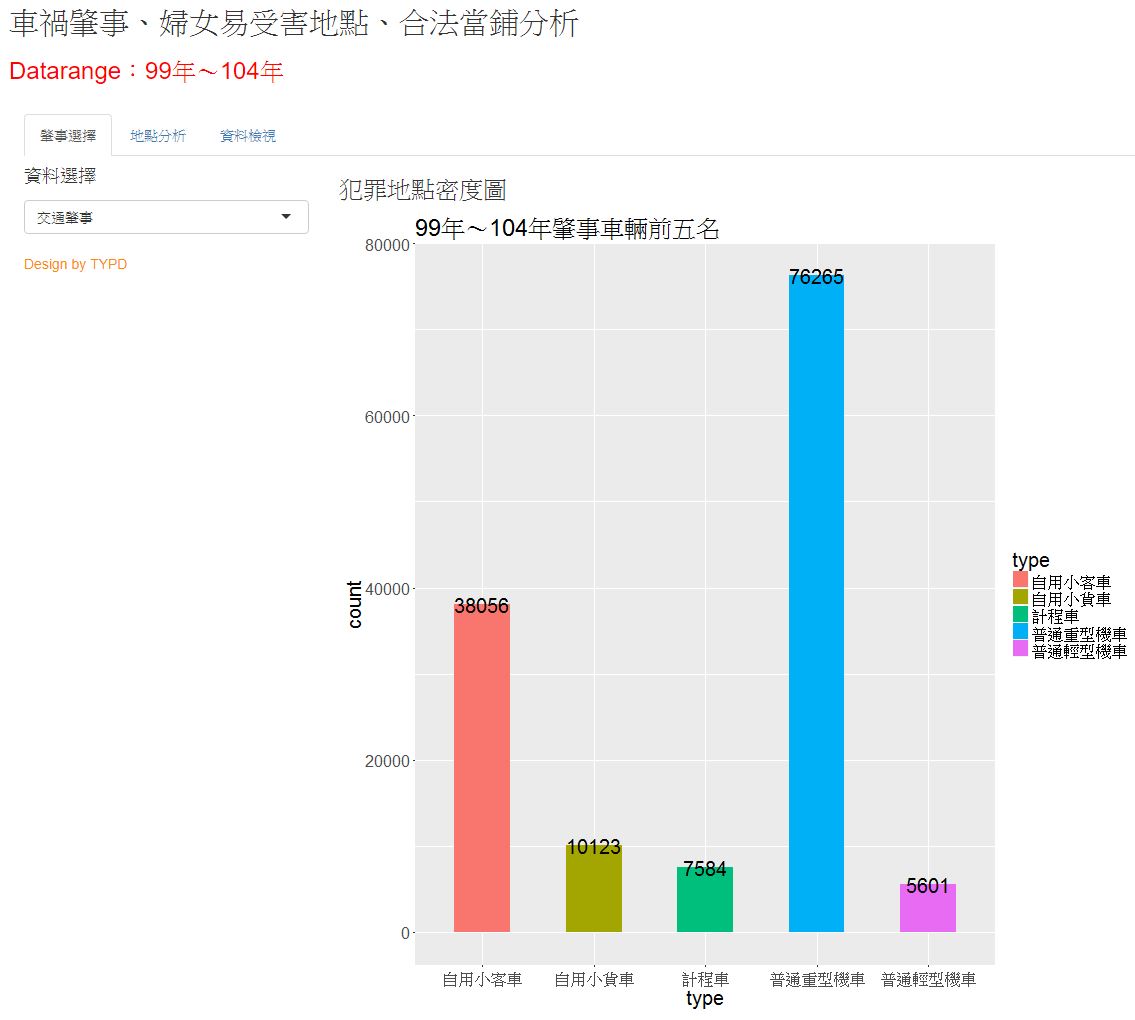 車禍肇事、婦女易受害地點、合法當鋪分析
Datarange：99年～104年
肇事選擇
地點分析
資料檢視
資料選擇
交通肇事
Design by TYPD
犯罪地點密度圖
99年～104年肇事車輛前五名
80000
60000
40000
20000
0
count
38056
10123
7584
76265
5601
自用小客車
自用小貨車
計程車
普通重型機車
普通輕型機車
type
type
自用小客車
自用小貨車
計程車
普通重型機車
普通輕型機車